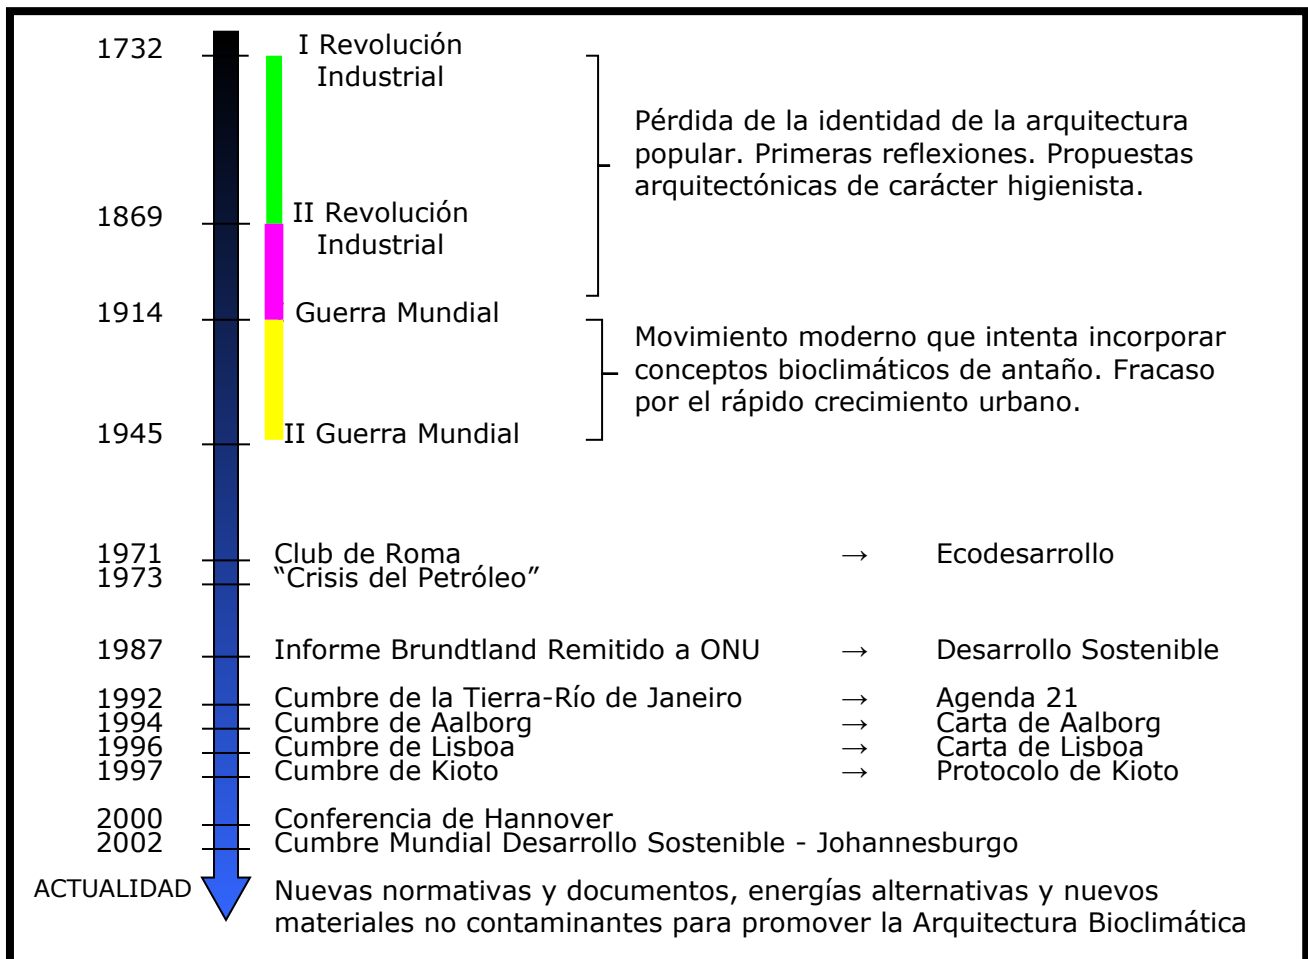 1732 I Revolución
Industrial
Pérdida de la identidad de la arquitectura
popular. Primeras reflexiones. Propuestas
arquitectónicas de carácter higienista.
1869 II Revolución
Industrial
1914 Guerra Mundial
Movimiento moderno que intenta incorporar
conceptos bioclimáticos de antaño. Fracaso
por el rápido crecimiento urbano.
1945 II Guerra Mundial
1971 Club de Roma → Ecodesarrollo
1973 “Crisis del Petróleo”
1987 Informe Brundtland Remitido a ONU → Desarrollo Sostenible
1992 Cumbre de la Tierra-Río de Janeiro → Agenda 21
1994 Cumbre de Aalborg → Carta de Aalborg
1996 Cumbre de Lisboa → Carta de Lisboa
1997 Cumbre de Kioto → Protocolo de Kioto
2000 Conferencia de Hannover
2002 Cumbre Mundial Desarrollo Sostenible - Johannesburgo
ACTUALIDAD Nuevas normativas y documentos, energías alternativas y nuevos
materiales no contaminantes para promover la Arquitectura Bioclimática